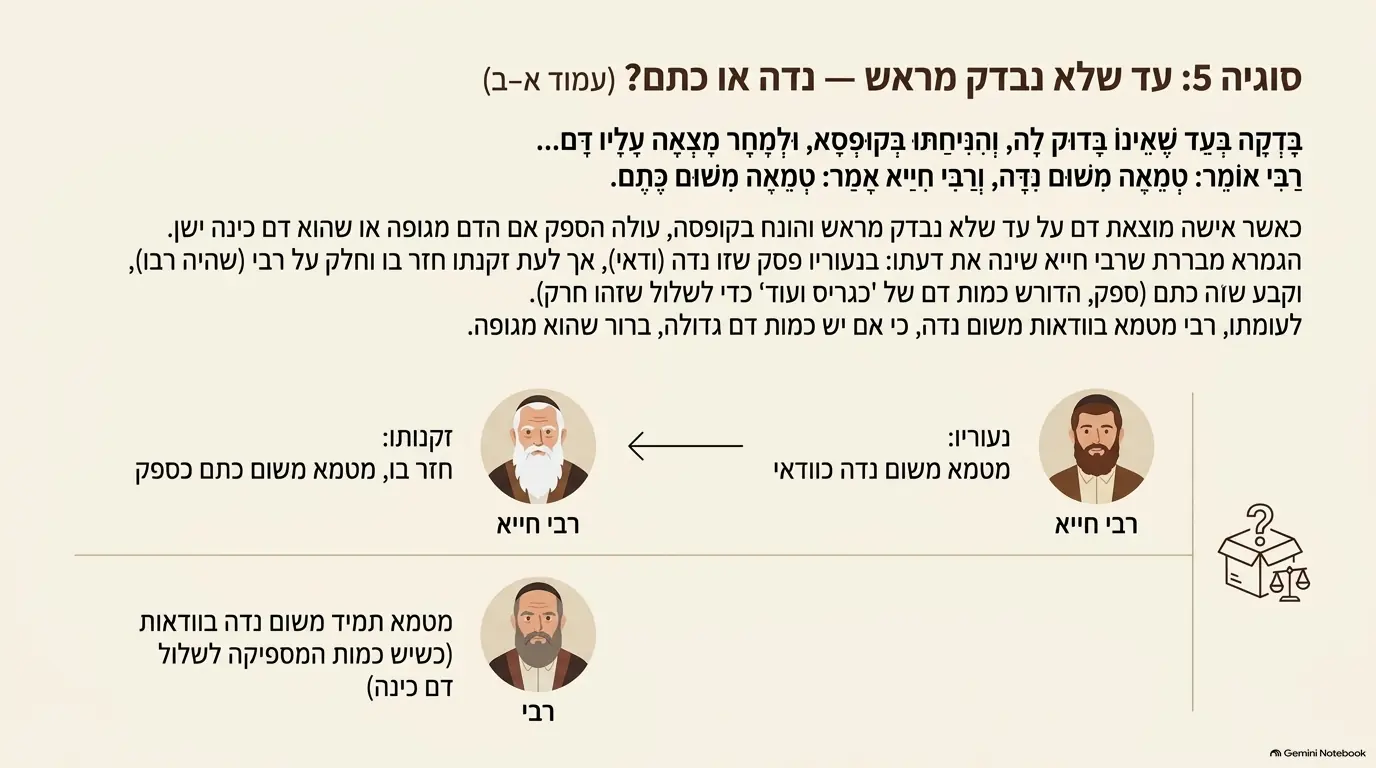 סוגיה 5: עד שלא נבדק מראש — נדה או כתם? (עמוד א–ב)
בָּדְקָה בְּעֵד שֶׁאֵינוֹ בָּדוּק לָהּ, וְהִנִּיחַתּוּ בְּקוּפְסָא, וּלְמָחָר מָצְאָה עָלָיו דָּם...
רַבִּי אוֹמֵר: טְמֵאָה מִשּׁוּם נִדָּה, וְרַבִּי חִיַּיא אָמַר: טְמֵאָה מִשּׁוּם כֶּתֶם.
כאשר אישה מוצאת דם על עד שלא נבדק מראש והונח בקופסה, עולה הספק אם הדם מגופה או שהוא דם כינה ישן.
הגמרא מבררת שרבי חייא שינה את דעתו: בנעוריו פסק שזו נדה (ודאי), אך לעת זקנתו חזר בו וחלק על רבי (שהיה רבו),
וקבע שזה כתם (ספק, הדורש כמות דם של 'כגריס ועוד' כדי לשלול שזהו חרק).
לעומתו, רבי מטמא בוודאות משום נדה, כי אם יש כמות דם גדולה, ברור שהוא מגופה.
נעוריו:
מטמא משום נדה כוודאי
רבי חייא
זקנותו:
חזר בו, מטמא משום כתם כספק
רבי חייא
מטמא תמיד משום נדה בוודאות
(כשיש כמות המספיקה לשלול
דם כינה)
רבי
Gemini Notebook